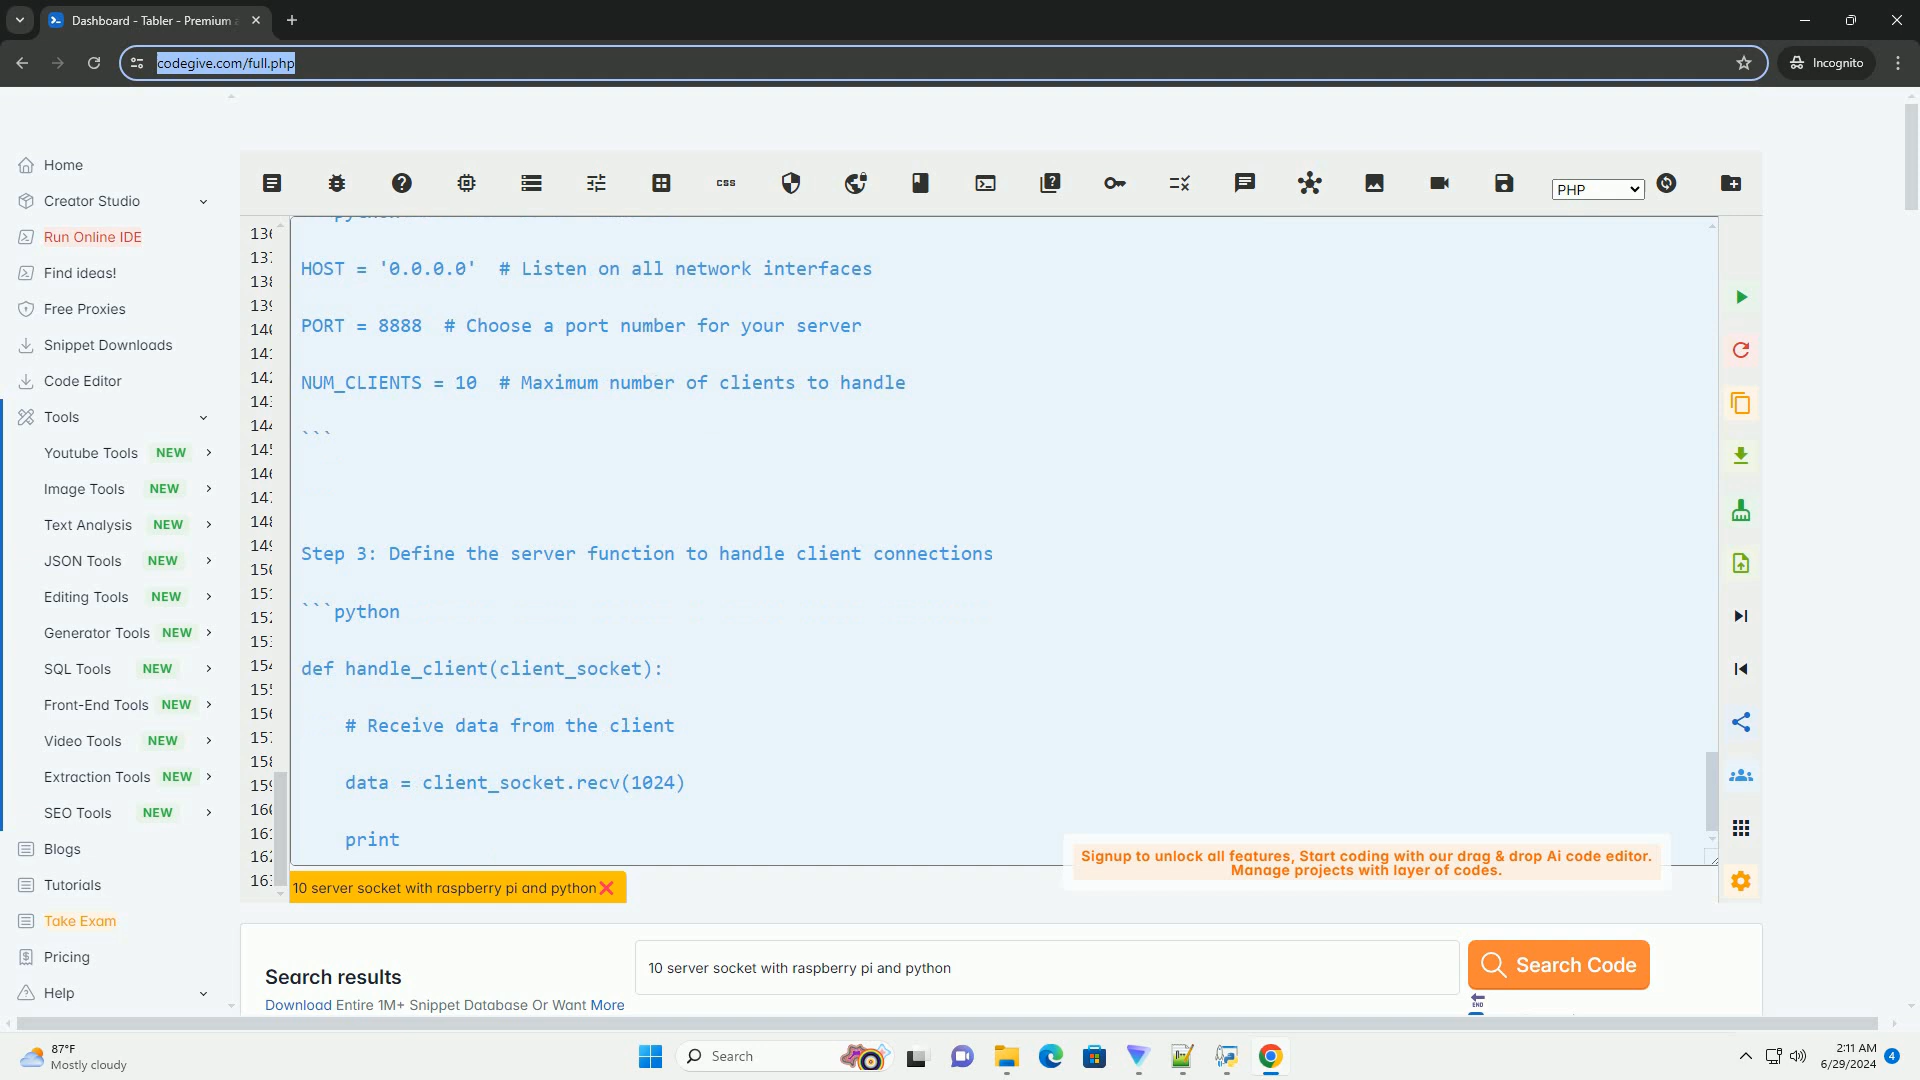 Dashboard - Tabler - Premium
codegive.com/full.php
Incognito
Home
Creator Studio
Run Online IDE
Find ideas!
Free Proxies
Snippet Downloads
Code Editor
Tools
Youtube Tools NEW
Image Tools NEW
Text Analysis NEW
JSON Tools NEW
Editing Tools NEW
Generator Tools NEW
SQL Tools NEW
Front-End Tools NEW
Video Tools NEW
Extraction Tools NEW
SEO Tools NEW
Blogs
Tutorials
Take Exam
Pricing
Help
css
PHP
HOST = '0.0.0.0'  # Listen on all network interfaces
PORT = 8888  # Choose a port number for your server
NUM_CLIENTS = 10  # Maximum number of clients to handle
```
Step 3: Define the server function to handle client connections
```python
def handle_client(client_socket):
# Receive data from the client
data = client_socket.recv(1024)
print
Signup to unlock all features, Start coding with our drag & drop Ai code editor.
Manage projects with layer of codes.
10 server socket with raspberry pi and python
Search results
Download Entire 1M+ Snippet Database Or Want More
10 server socket with raspberry pi and python
Search Code
END
87°F
Mostly cloudy
Search
2:11 AM
6/29/2024
4